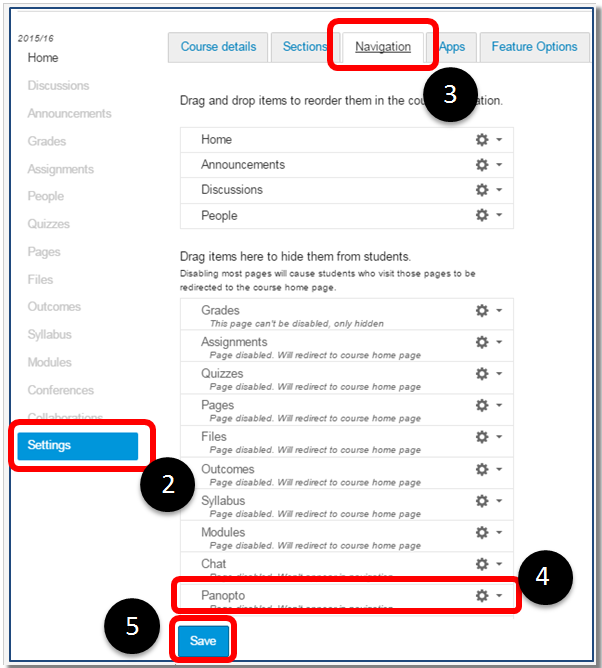 2015/16
Home
Discussions
Announcements
Grades
Assignments
People
Quizzes
Pages
Files
Outcomes
Syllabus
Modules
Conferences
Collaborations
Settings
2
Course details Sections Navigation Apps Feature Options
3
Drag and drop items to reorder them in the cou ation.
Home
Announcements
Discussions
People
Drag items here to hide them from students.
Disabling most pages will cause students who visit those pages to be
redirected to the course home page.
Grades
This page can't be disabled, only hidden
Assignments
Page disabled. Will redirect to course home page
Quizzes
Page disabled. Will redirect to course home page
Pages
Page disabled. Will redirect to course home page
Files
Page disabled. Will redirect to course home page
Outcomes
Page disabled. Will redirect to course home page
Syllabus
Page disabled. Will redirect to course home page
Modules
Page disabled. Will redirect to course home page
Chat
Page disabled. Won't appear in navigation
Panopto
Page disabled. Won't appear in navigation
4
5
Save